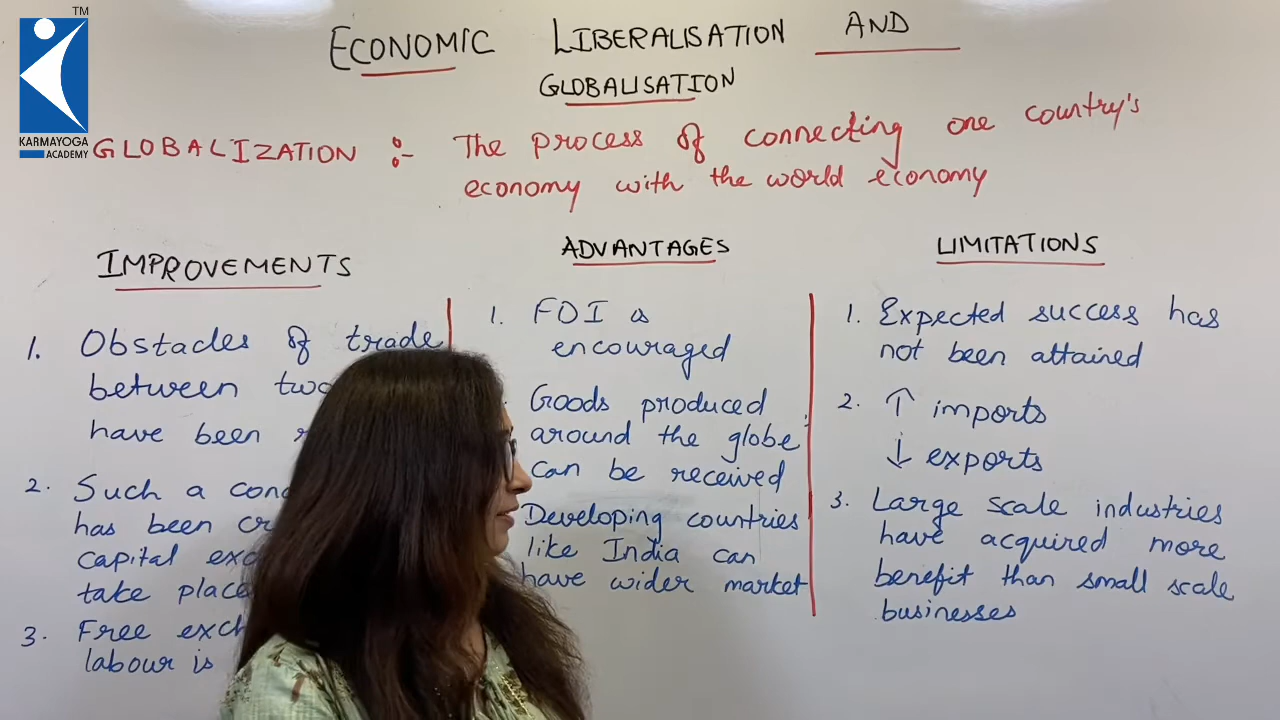 TM
KARMAYOGA
ACADEMY
ECONOMIC LIBERALISATION AND
GLOBALISATION
GLOBALIZATION :- The process of connecting one country's
economy with the world economy
IMPROVEMENTS
1. Obstacles of trade
between two
have been
2. Such a
has been
capital
take place
3. Free
labour is
ADVANTAGES
1. FDI is
encouraged
Goods produced
around the globe
can be received
Developing countries
like India can
have wider market
LIMITATIONS
1. Expected success has
not been attained
2. ↑ imports
↓ exports
3. Large scale industries
have acquired more
benefit than small scale
businesses